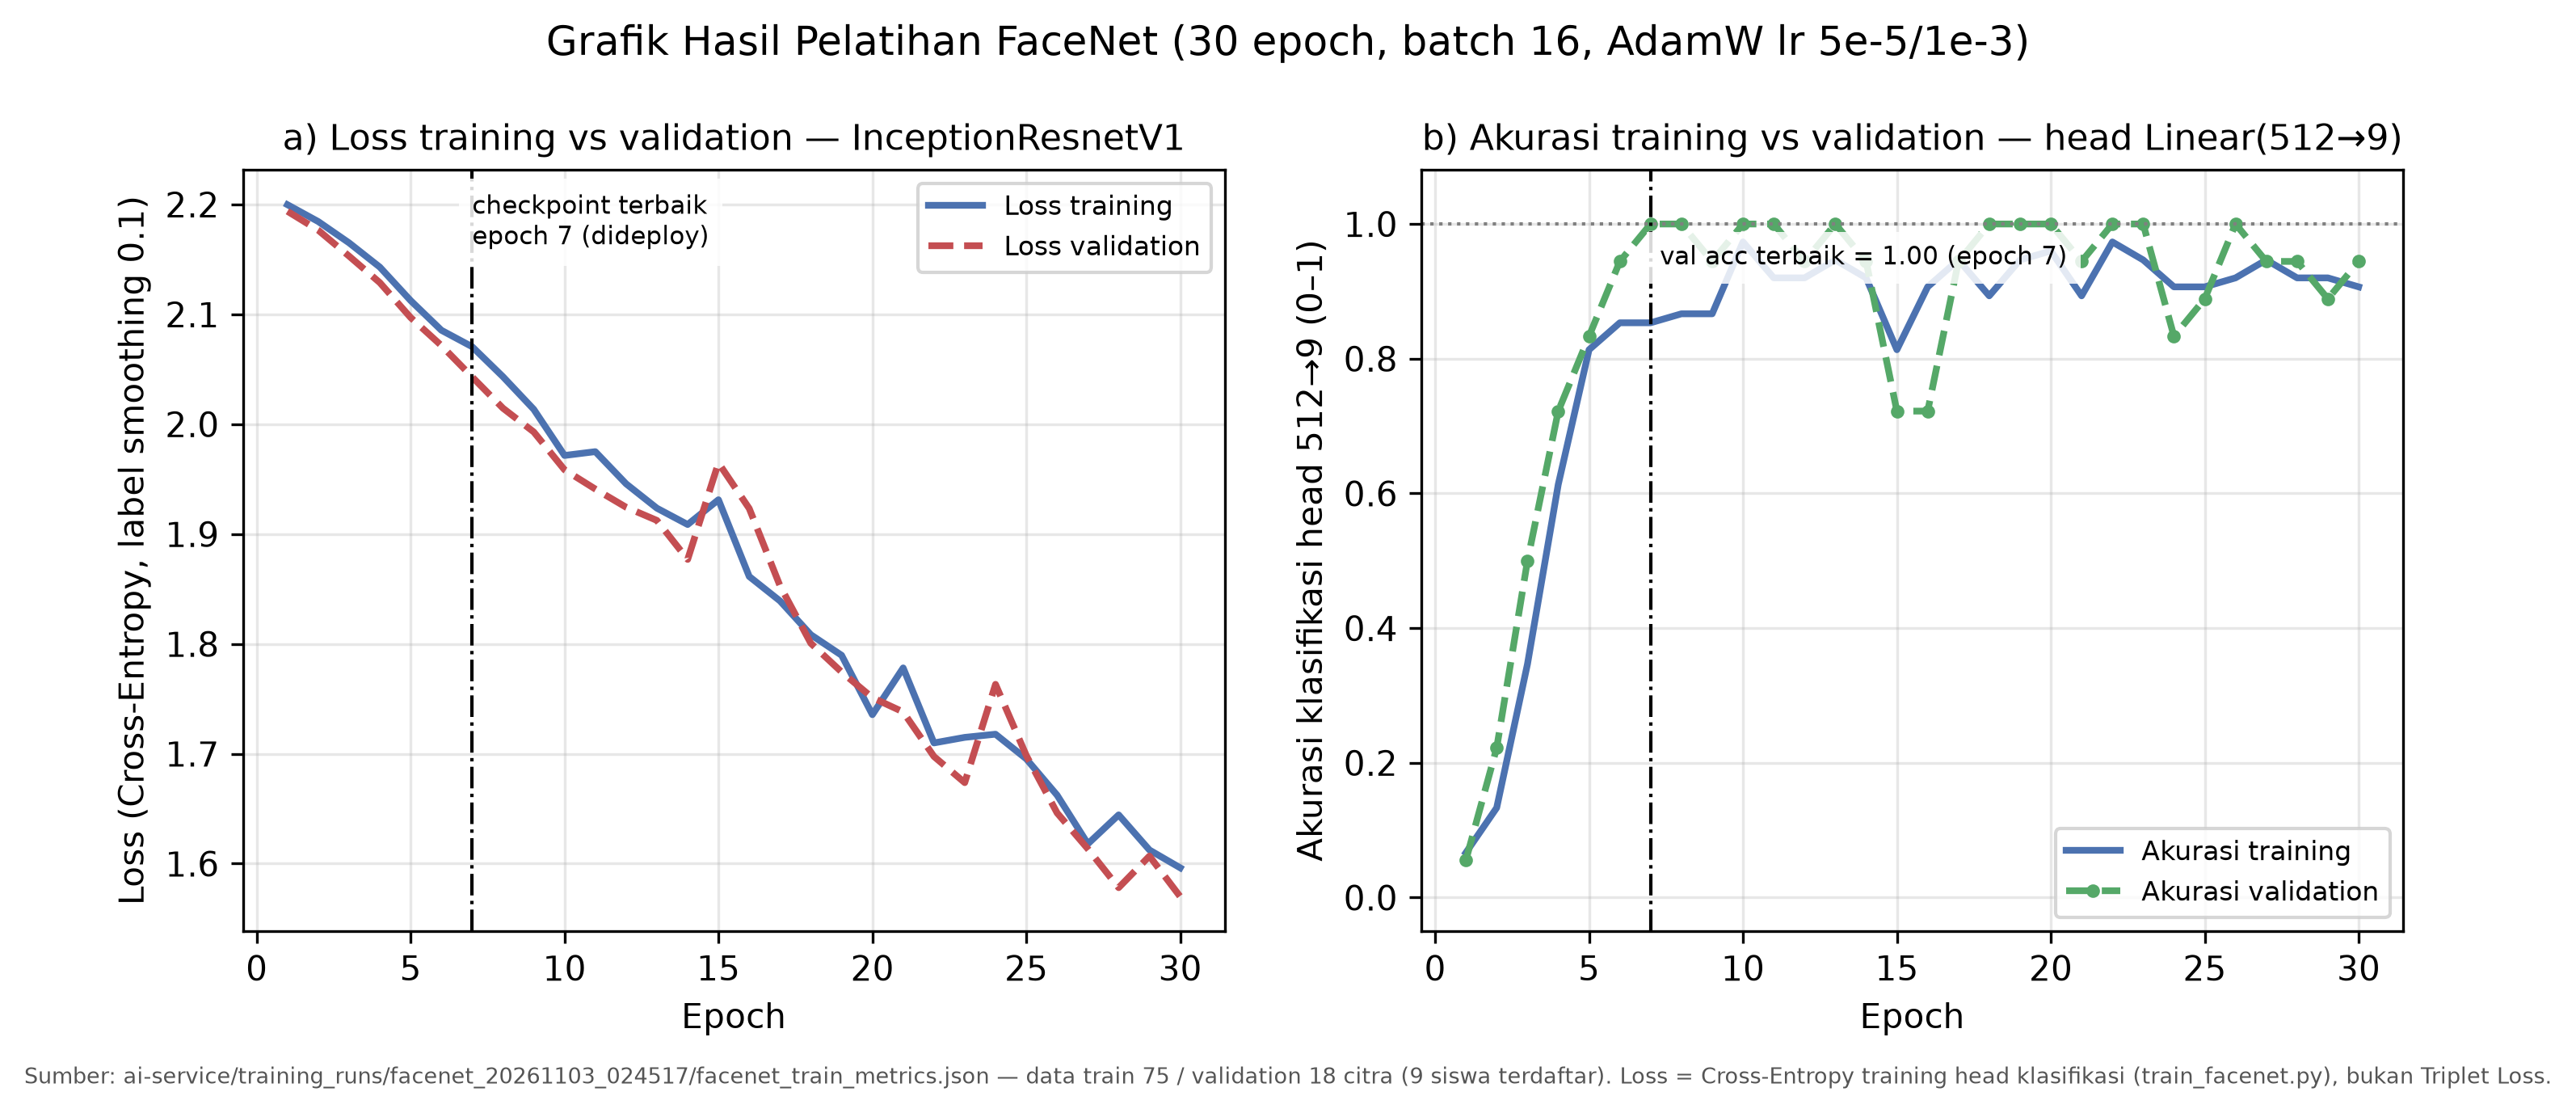 Grafik Hasil Pelatihan FaceNet (30 epoch, batch 16, AdamW lr 5e-5/1e-3)
a) Loss training vs validation — InceptionResnetV1
Loss (Cross-Entropy, label smoothing 0.1)
2.2
2.1
2.0
1.9
1.8
1.7
1.6
checkpoint terbaik
epoch 7 (dideploy)
Loss training
Loss validation
0 5 10 15 20 25 30
Epoch
b) Akurasi training vs validation — head Linear(512→9)
Akurasi klasifikasi head 512→9 (0–1)
1.0
0.8
0.6
0.4
0.2
0.0
val acc terbaik = 1.00 (epoch 7)
Akurasi training
Akurasi validation
0 5 10 15 20 25 30
Epoch
Sumber: ai-service/training_runs/facenet_20261103_024517/facenet_train_metrics.json — data train 75 / validation 18 citra (9 siswa terdaftar). Loss = Cross-Entropy training head klasifikasi (train_facenet.py), bukan Triplet Loss.